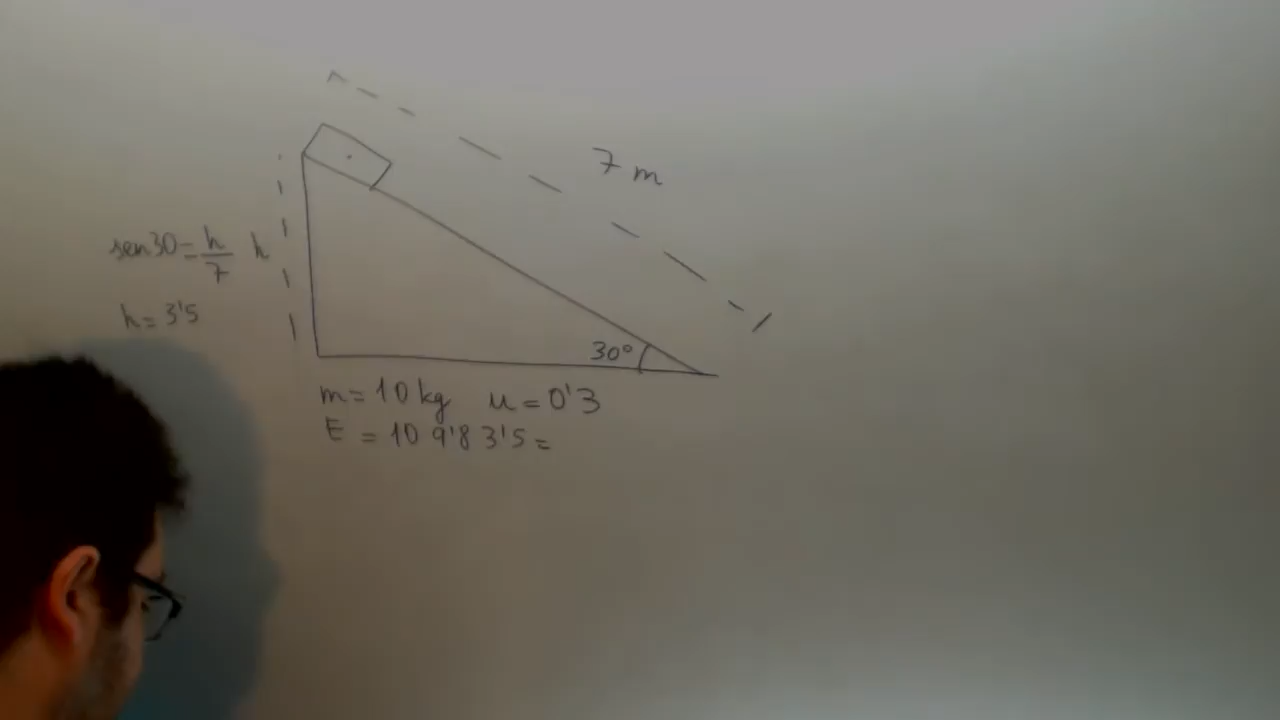 7 m
sen30 = h/7
h
h = 3'5
30°
m = 10 kg u = 0'3
E = 10 9'8 3'5 =